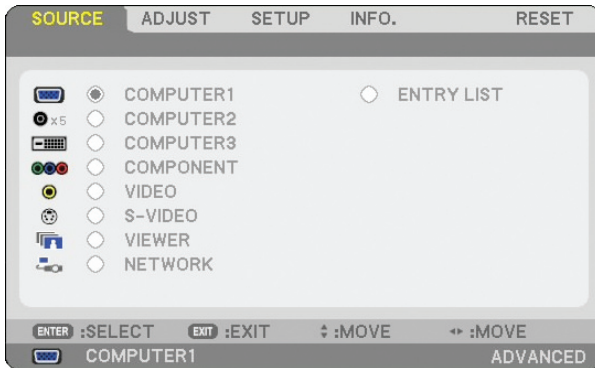 SOURCE ADJUST SETUP INFO. RESET
COMPUTER1 ENTRY LIST
x5 COMPUTER2
COMPUTER3
COMPONENT
VIDEO
S-VIDEO
VIEWER
NETWORK
ENTER :SELECT EXIT :EXIT :MOVE :MOVE
COMPUTER1 ADVANCED